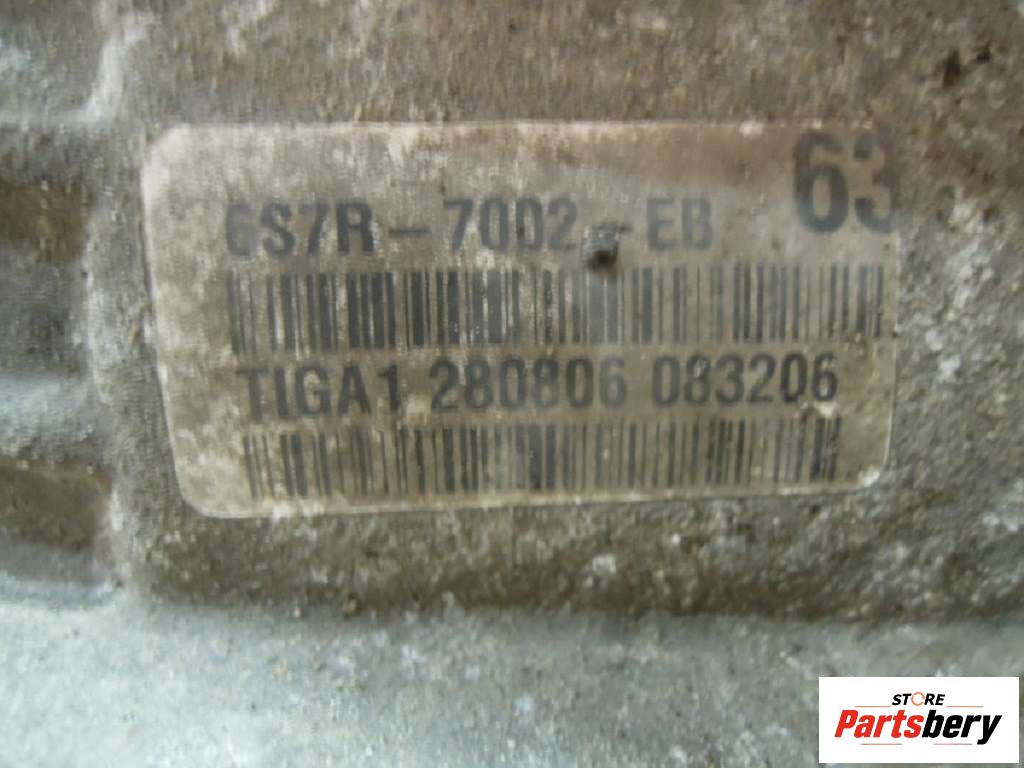 63
6S7R-7002-EB
TIGA1 280806 083206
STORE
Partsbery